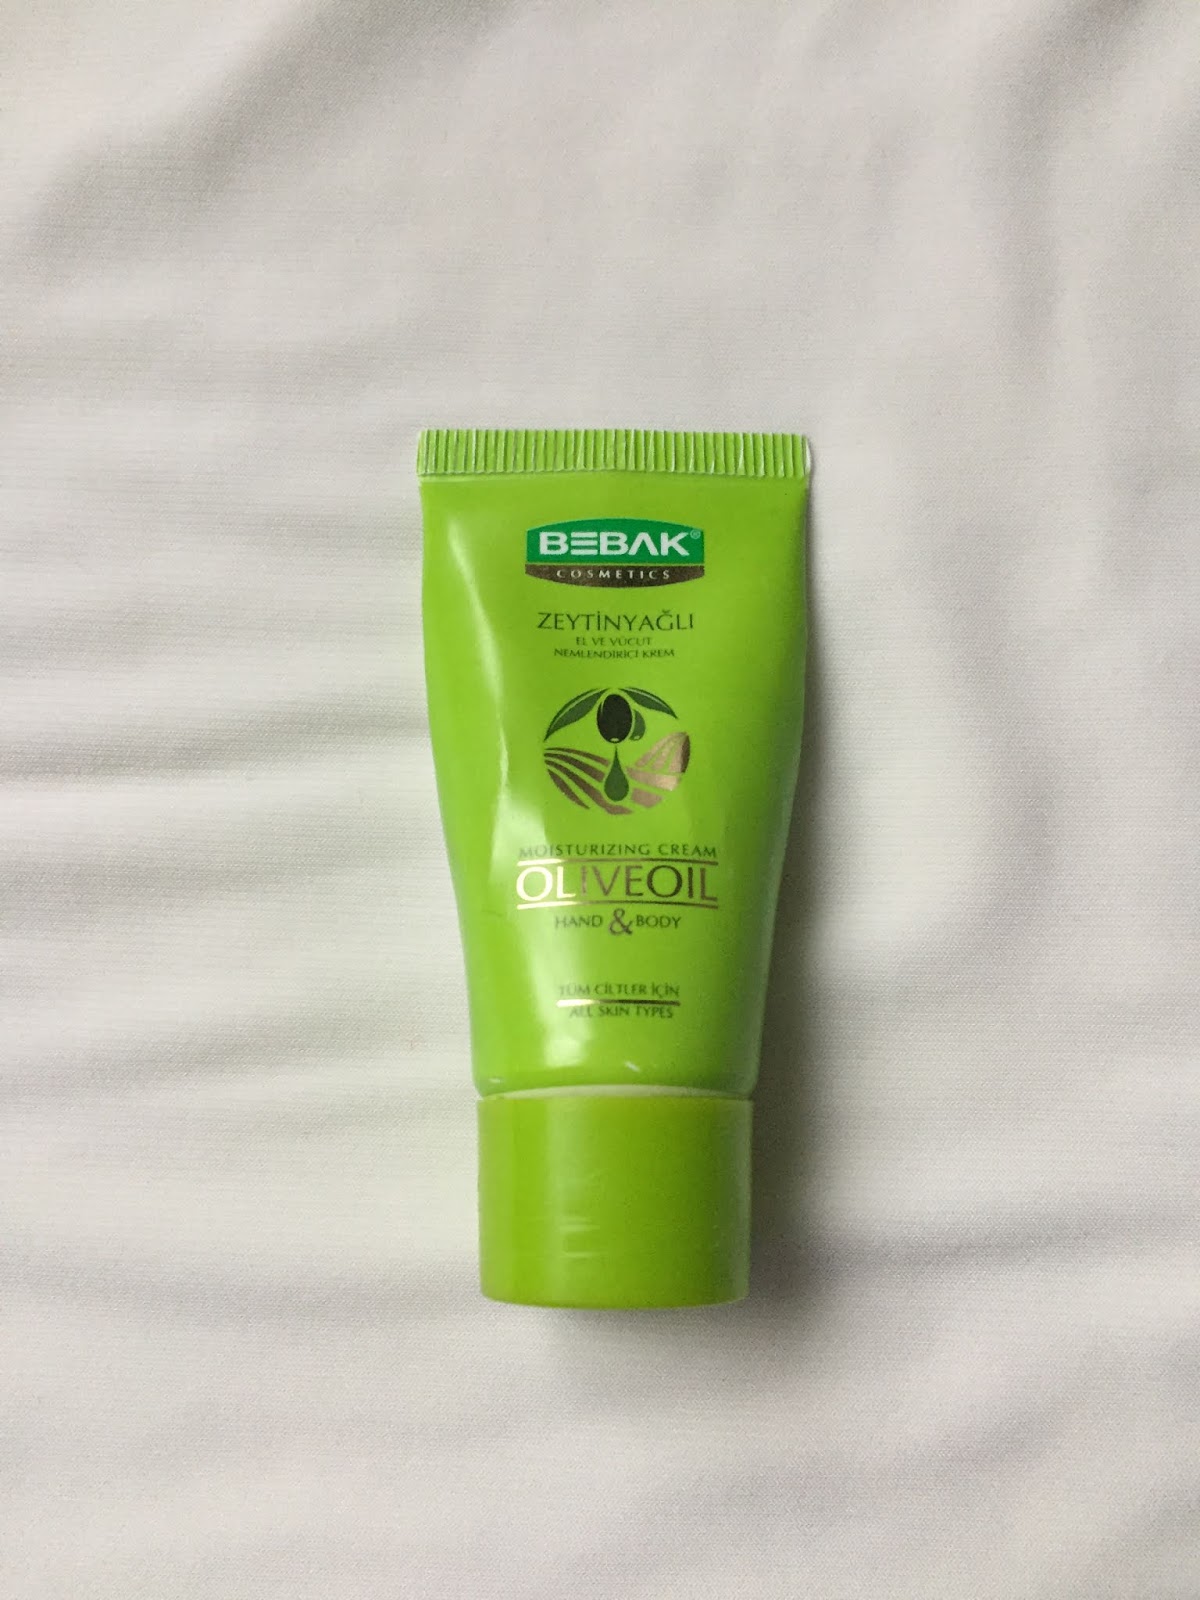 BEBAK®
COSMETICS
ZEYTİNYAĞLI
EL VE VÜCUT
NEMLENDİRİCİ KREM
MOISTURIZING CREAM
OLIVEOIL
HAND & BODY
TÜM CİLTLER İÇİN
ALL SKIN TYPES